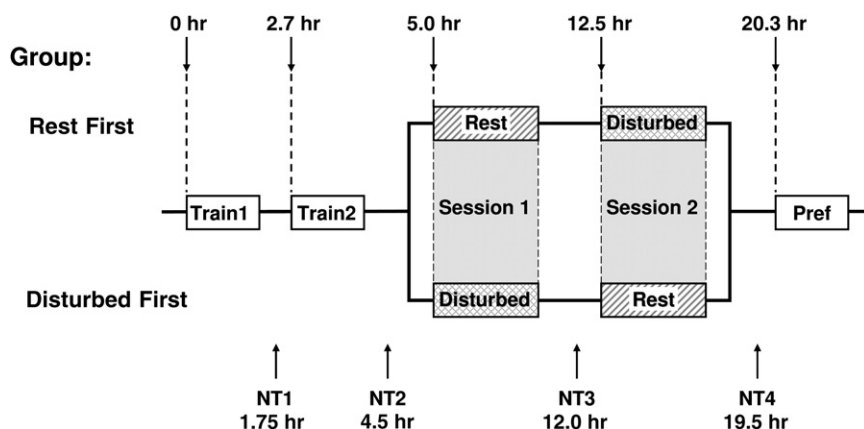 0 hr 2.7 hr 5.0 hr 12.5 hr 20.3 hr
Group:
Rest First Rest Disturbed
Train1 Train2 Session 1 Session 2 Pref
Disturbed First Disturbed Rest
NT1 NT2 NT3 NT4
1.75 hr 4.5 hr 12.0 hr 19.5 hr